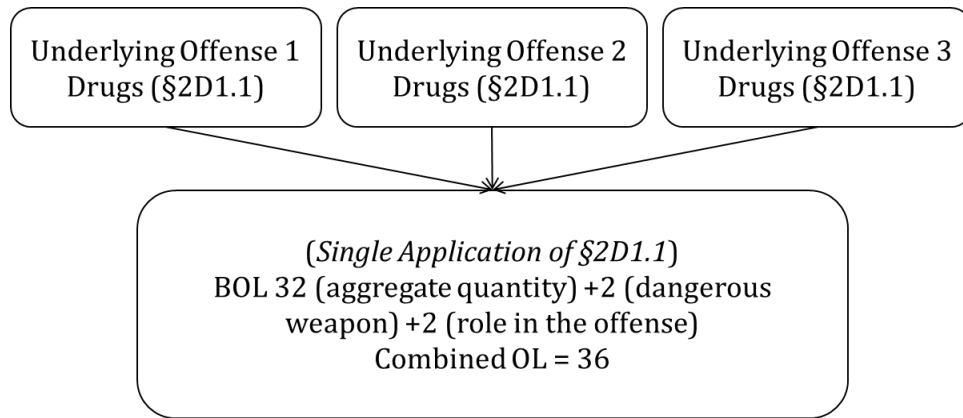 Underlying Offense 1
Drugs (§2D1.1)
Underlying Offense 2
Drugs (§2D1.1)
Underlying Offense 3
Drugs (§2D1.1)
(Single Application of §2D1.1)
BOL 32 (aggregate quantity) +2 (dangerous
weapon) +2 (role in the offense)
Combined OL = 36